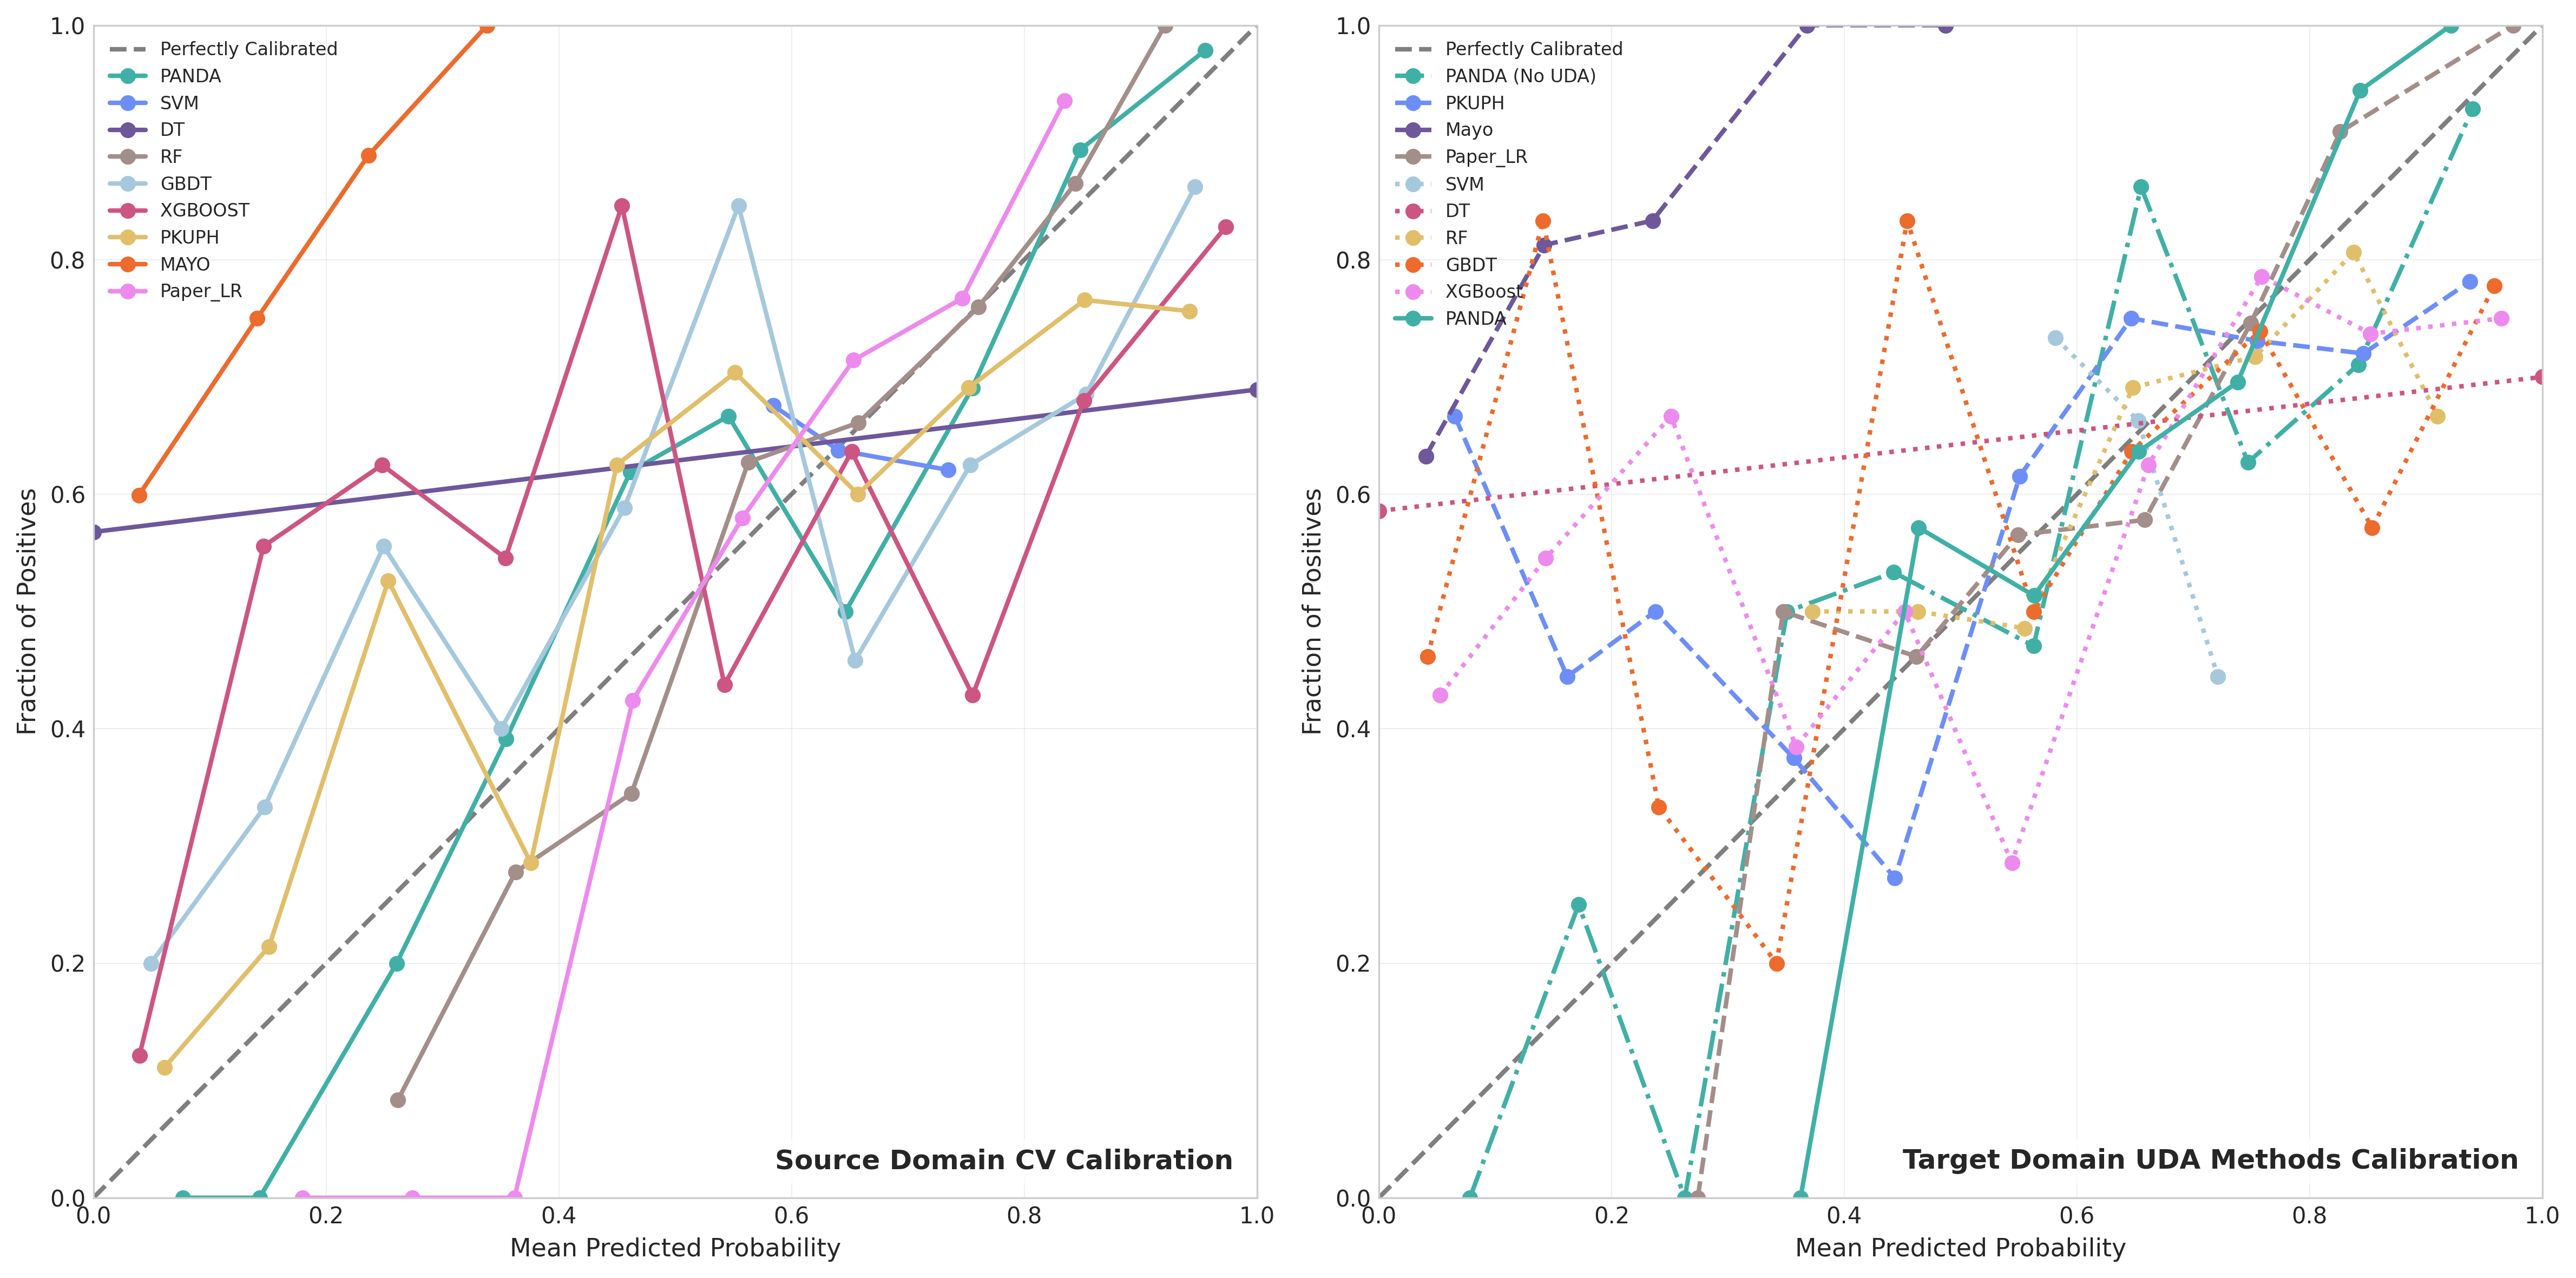 1.0
0.8
0.6
0.4
0.2
0.0
Fraction of Positives
Perfectly Calibrated
PANDA
SVM
DT
RF
GBDT
XGBOOST
PKUPH
MAYO
Paper_LR
Source Domain CV Calibration
0.0 0.2 0.4 0.6 0.8 1.0
Mean Predicted Probability
1.0
0.8
0.6
0.4
0.2
0.0
Fraction of Positives
Perfectly Calibrated
PANDA (No UDA)
PKUPH
Mayo
Paper_LR
SVM
DT
RF
GBDT
XGBoost
PANDA
Target Domain UDA Methods Calibration
0.0 0.2 0.4 0.6 0.8 1.0
Mean Predicted Probability